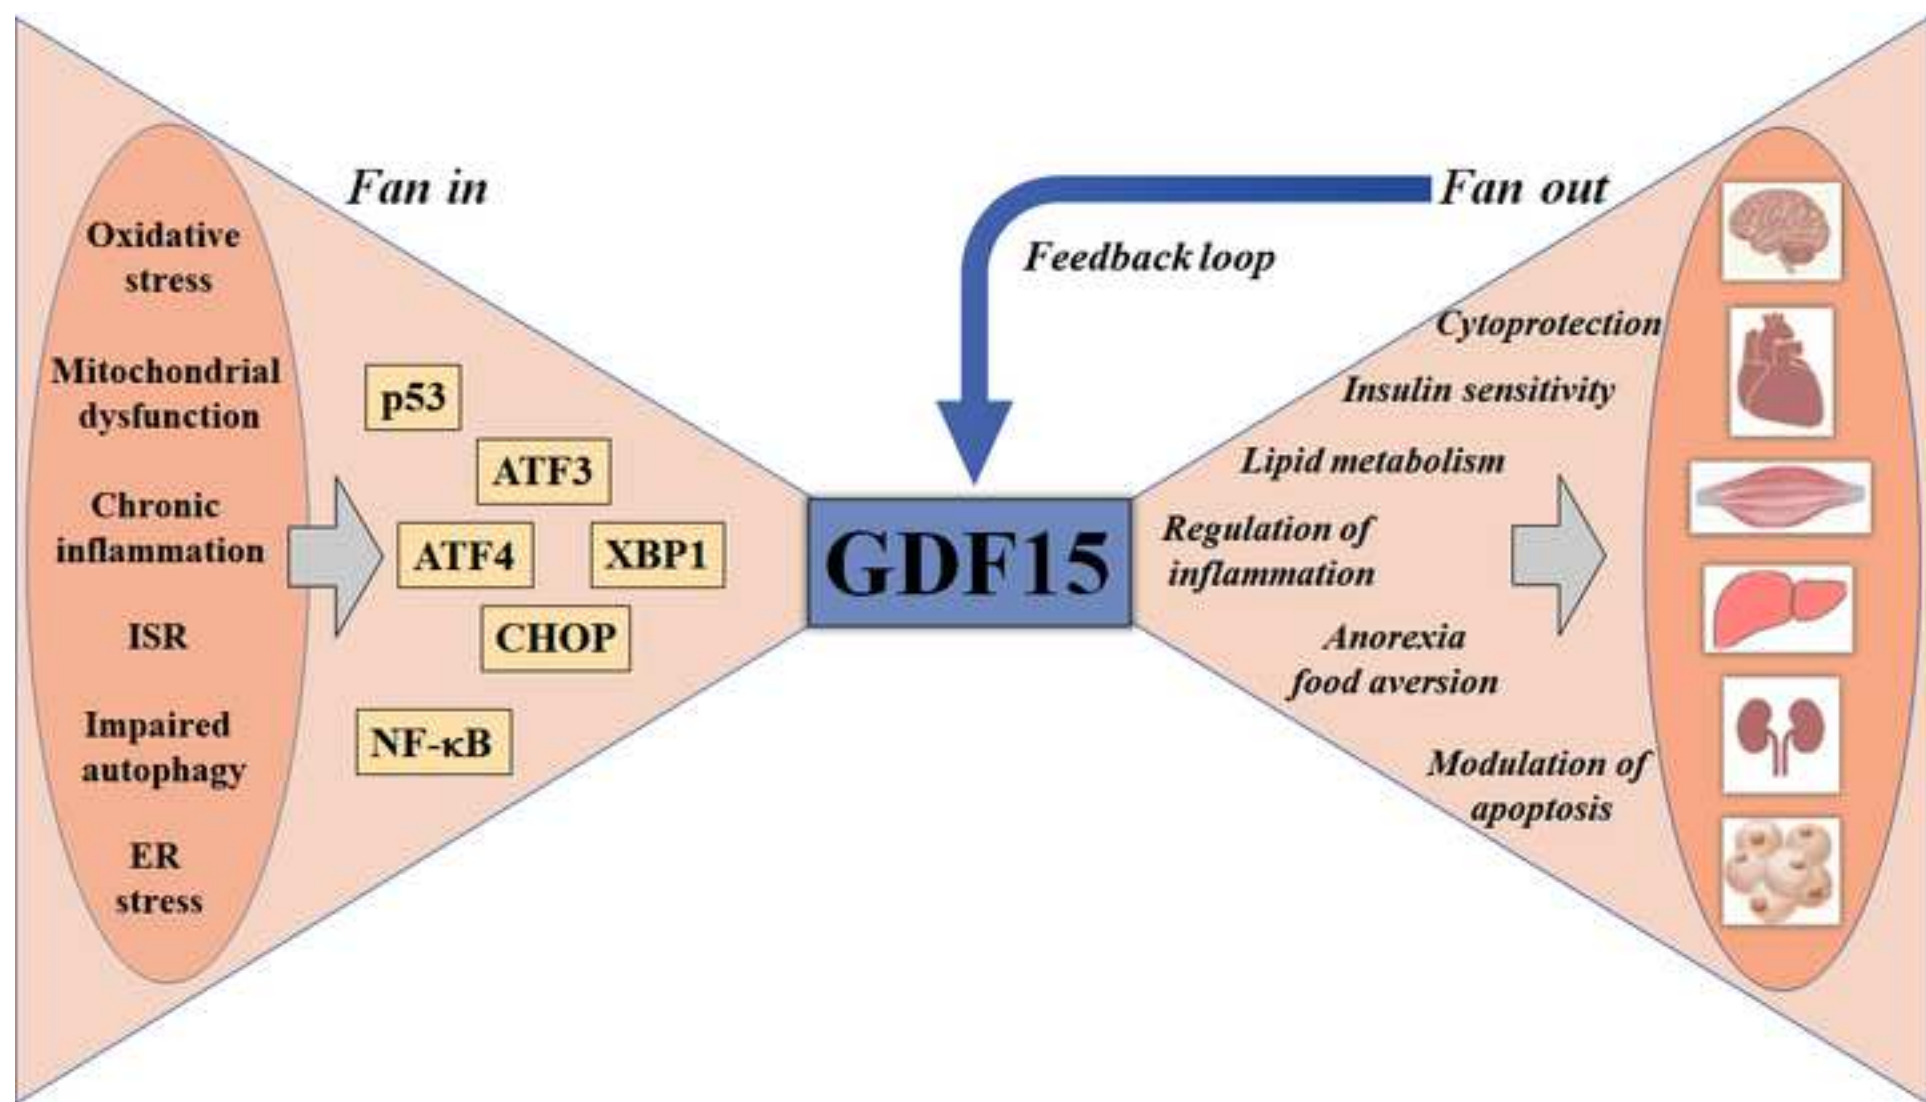 Fan in
Oxidative
stress
Mitochondrial
dysfunction
Chronic
inflammation
ISR
Impaired
autophagy
ER
stress
p53
ATF3
ATF4
XBP1
CHOP
NF-κB
GDF15
Feedback loop
Fan out
Cytoprotection
Insulin sensitivity
Lipid metabolism
Regulation of
inflammation
Anorexia
food aversion
Modulation of
apoptosis